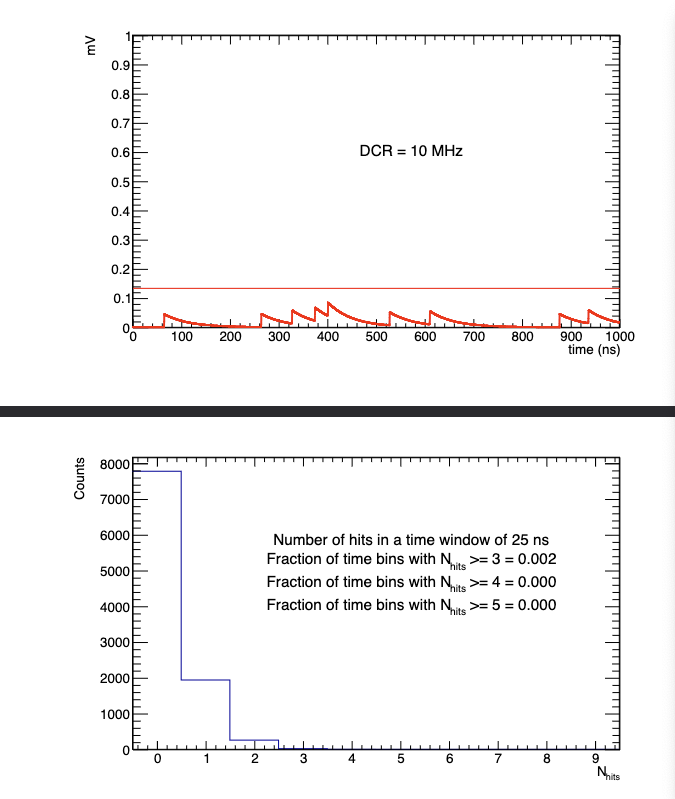 mV
1
0.9
0.8
0.7
0.6
0.5
0.4
0.3
0.2
0.1
0
DCR = 10 MHz
0 100 200 300 400 500 600 700 800 900 1000
time (ns)
Counts
8000
7000
6000
5000
4000
3000
2000
1000
0
Number of hits in a time window of 25 ns
Fraction of time bins with Nhits >= 3 = 0.002
Fraction of time bins with Nhits >= 4 = 0.000
Fraction of time bins with Nhits >= 5 = 0.000
0 1 2 3 4 5 6 7 8 9
Nhits